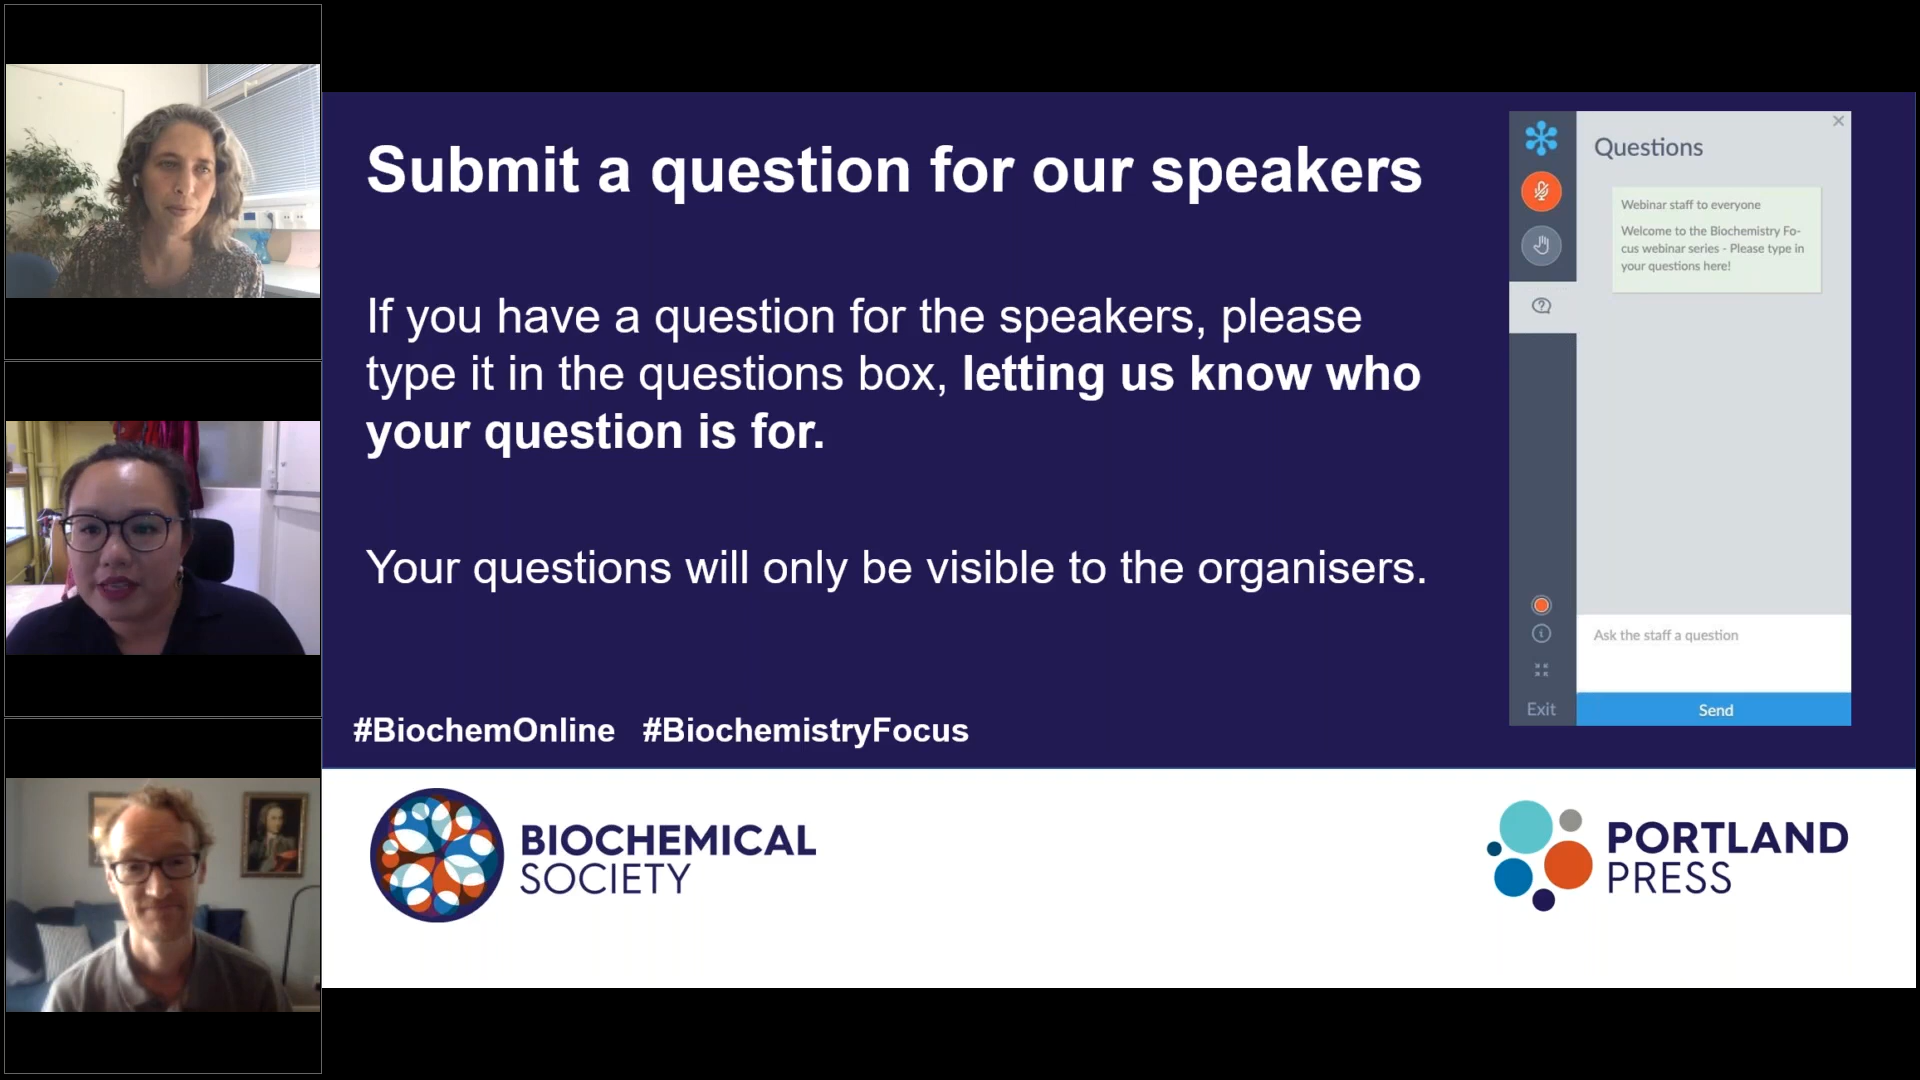 Submit a question for our speakers
If you have a question for the speakers, please
type it in the questions box, letting us know who
your question is for.
Your questions will only be visible to the organisers.
#BiochemOnline #BiochemistryFocus
Questions
Webinar staff to everyone
Welcome to the Biochemistry Fo-
cus webinar series - Please type in
your questions here!
Ask the staff a question
Exit
Send
BIOCHEMICAL
SOCIETY
PORTLAND
PRESS